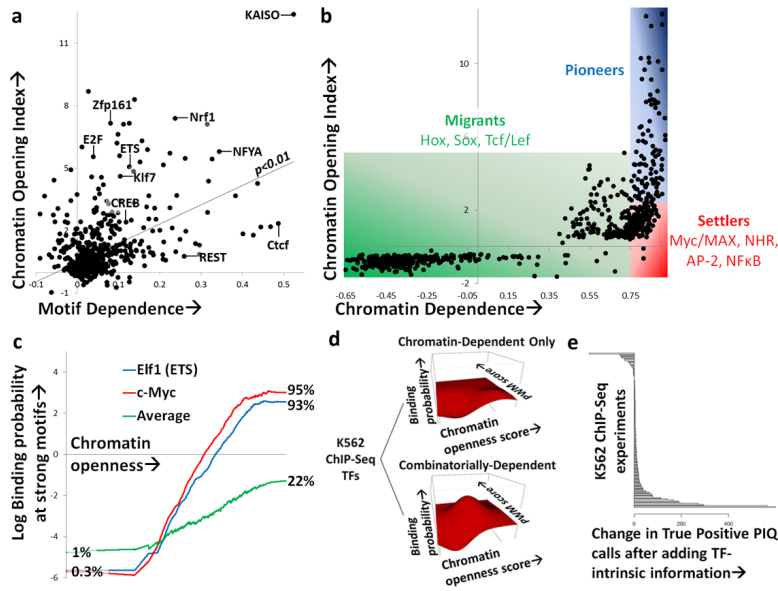 a
Chromatin Opening Index→
11
8
5
2
-1
-0.1
0
0.1
0.2
0.3
0.4
0.5
0.6
Motif Dependence→
KAISO
Zfp161
Nrf1
E2F
ETS
NFYA
Klf7
p<0.01
CREB
Ctcf
REST
b
Chromatin Opening Index→
10
6
2
-2
-0.65
-0.45
-0.25
-0.05
0.15
0.35
0.55
0.75
Chromatin Dependence→
Pioneers
Migrants
Hox, Sox, Tcf/Lef
Settlers
Myc/MAX, NHR,
AP-2, NFκB
c
Log Binding probability
at strong motifs→
4
2
0
-2
-4
-6
Elf1 (ETS)
c-Myc
Average
Chromatin
openness→
95%
93%
22%
1%
0.3%
d
K562
ChIP-Seq
TFs
Chromatin-Dependent Only
Binding
probability→
PWM score→
Chromatin
openness score→
Combinatorially-Dependent
Binding
probability→
PWM score→
Chromatin
openness score→
e
K562 ChIP-Seq
experiments
0
200
400
Change in True Positive PIQ
calls after adding TF-
intrinsic information→